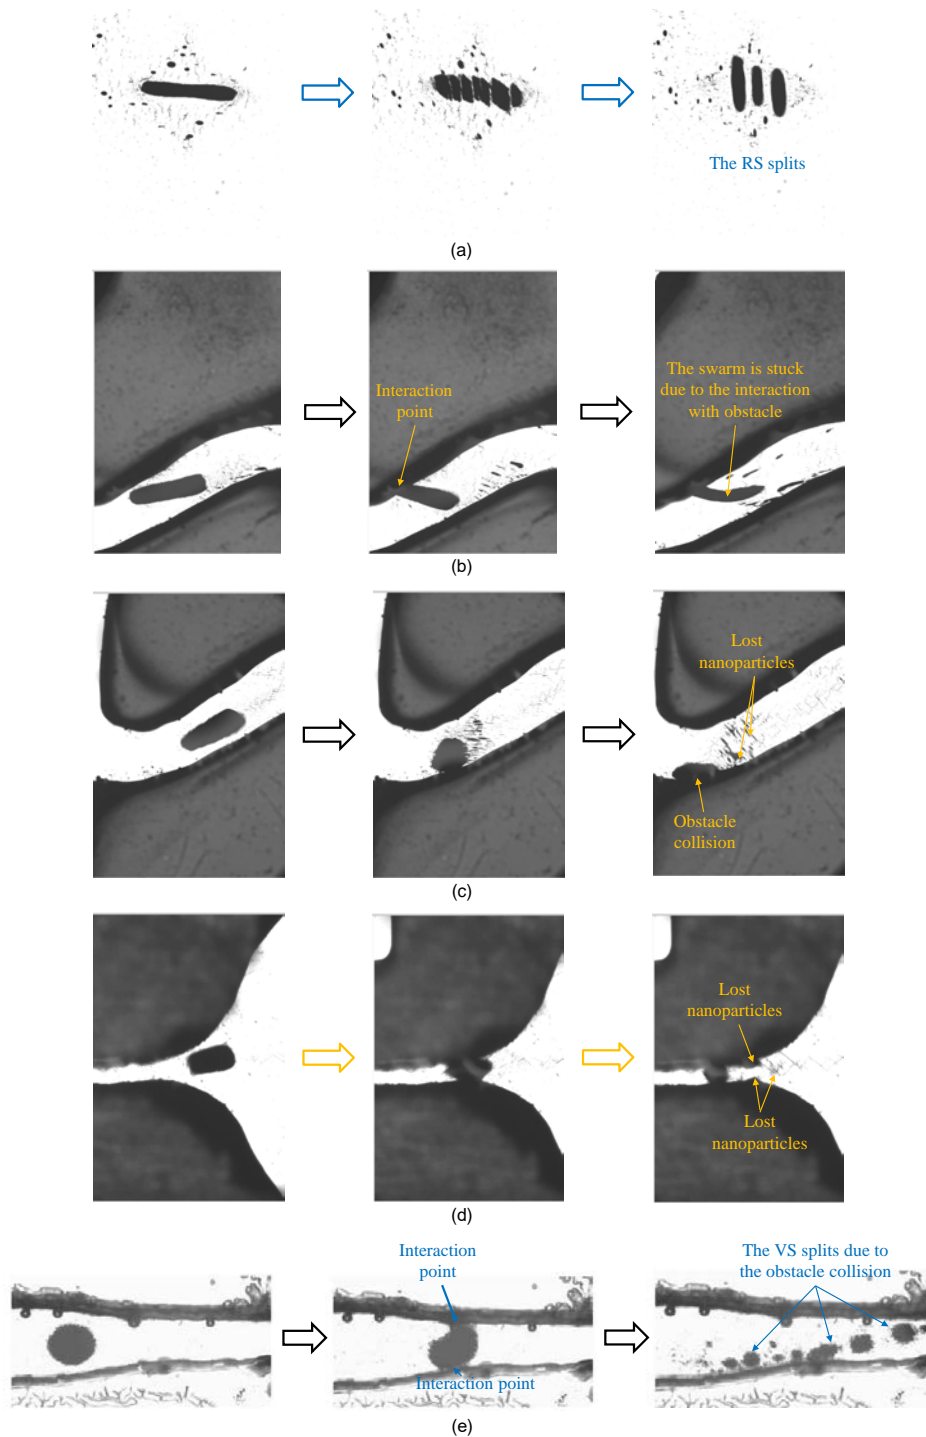 The RS splits
(a)
Interaction
point
The swarm is stuck
due to the interaction
with obstacle
(b)
Lost
nanoparticles
Obstacle
collision
(c)
Lost
nanoparticles
Lost
nanoparticles
(d)
Interaction
point
Interaction point
The VS splits due to
the obstacle collision
(e)